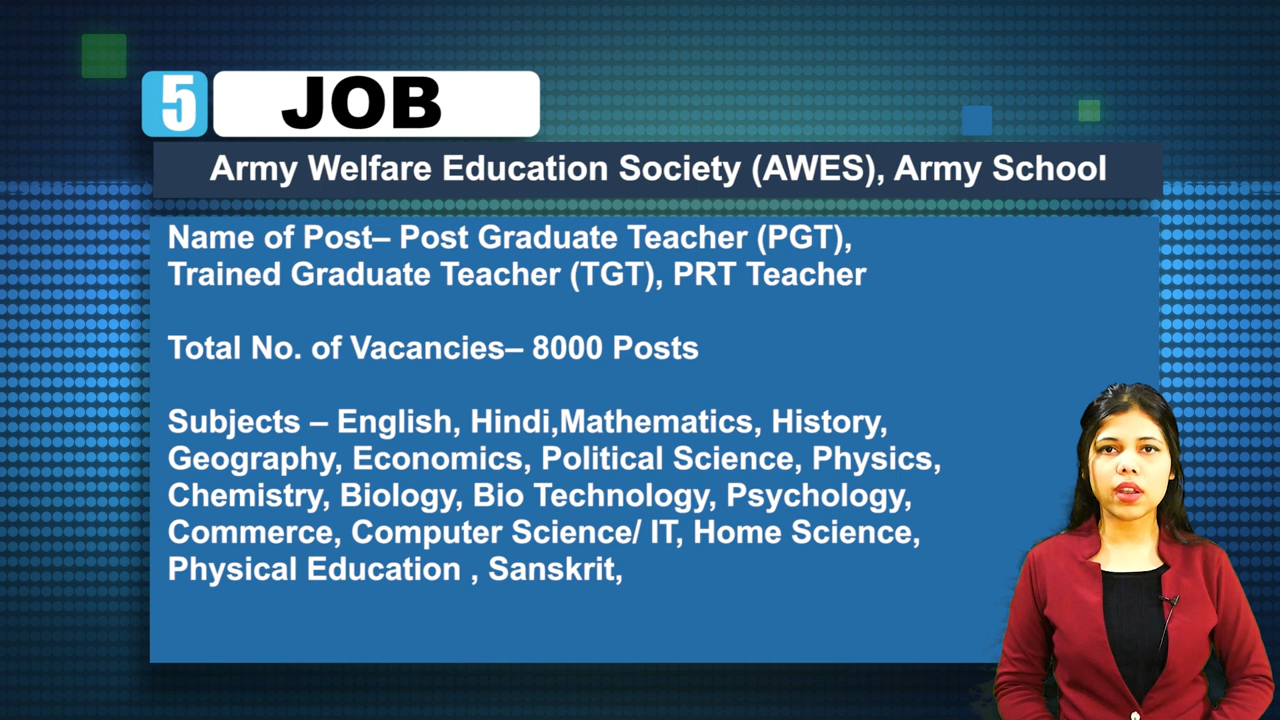 5 JOB
Army Welfare Education Society (AWES), Army School
Name of Post– Post Graduate Teacher (PGT),
Trained Graduate Teacher (TGT), PRT Teacher
Total No. of Vacancies– 8000 Posts
Subjects – English, Hindi,Mathematics, History,
Geography, Economics, Political Science, Physics,
Chemistry, Biology, Bio Technology, Psychology,
Commerce, Computer Science/ IT, Home Science,
Physical Education , Sanskrit,